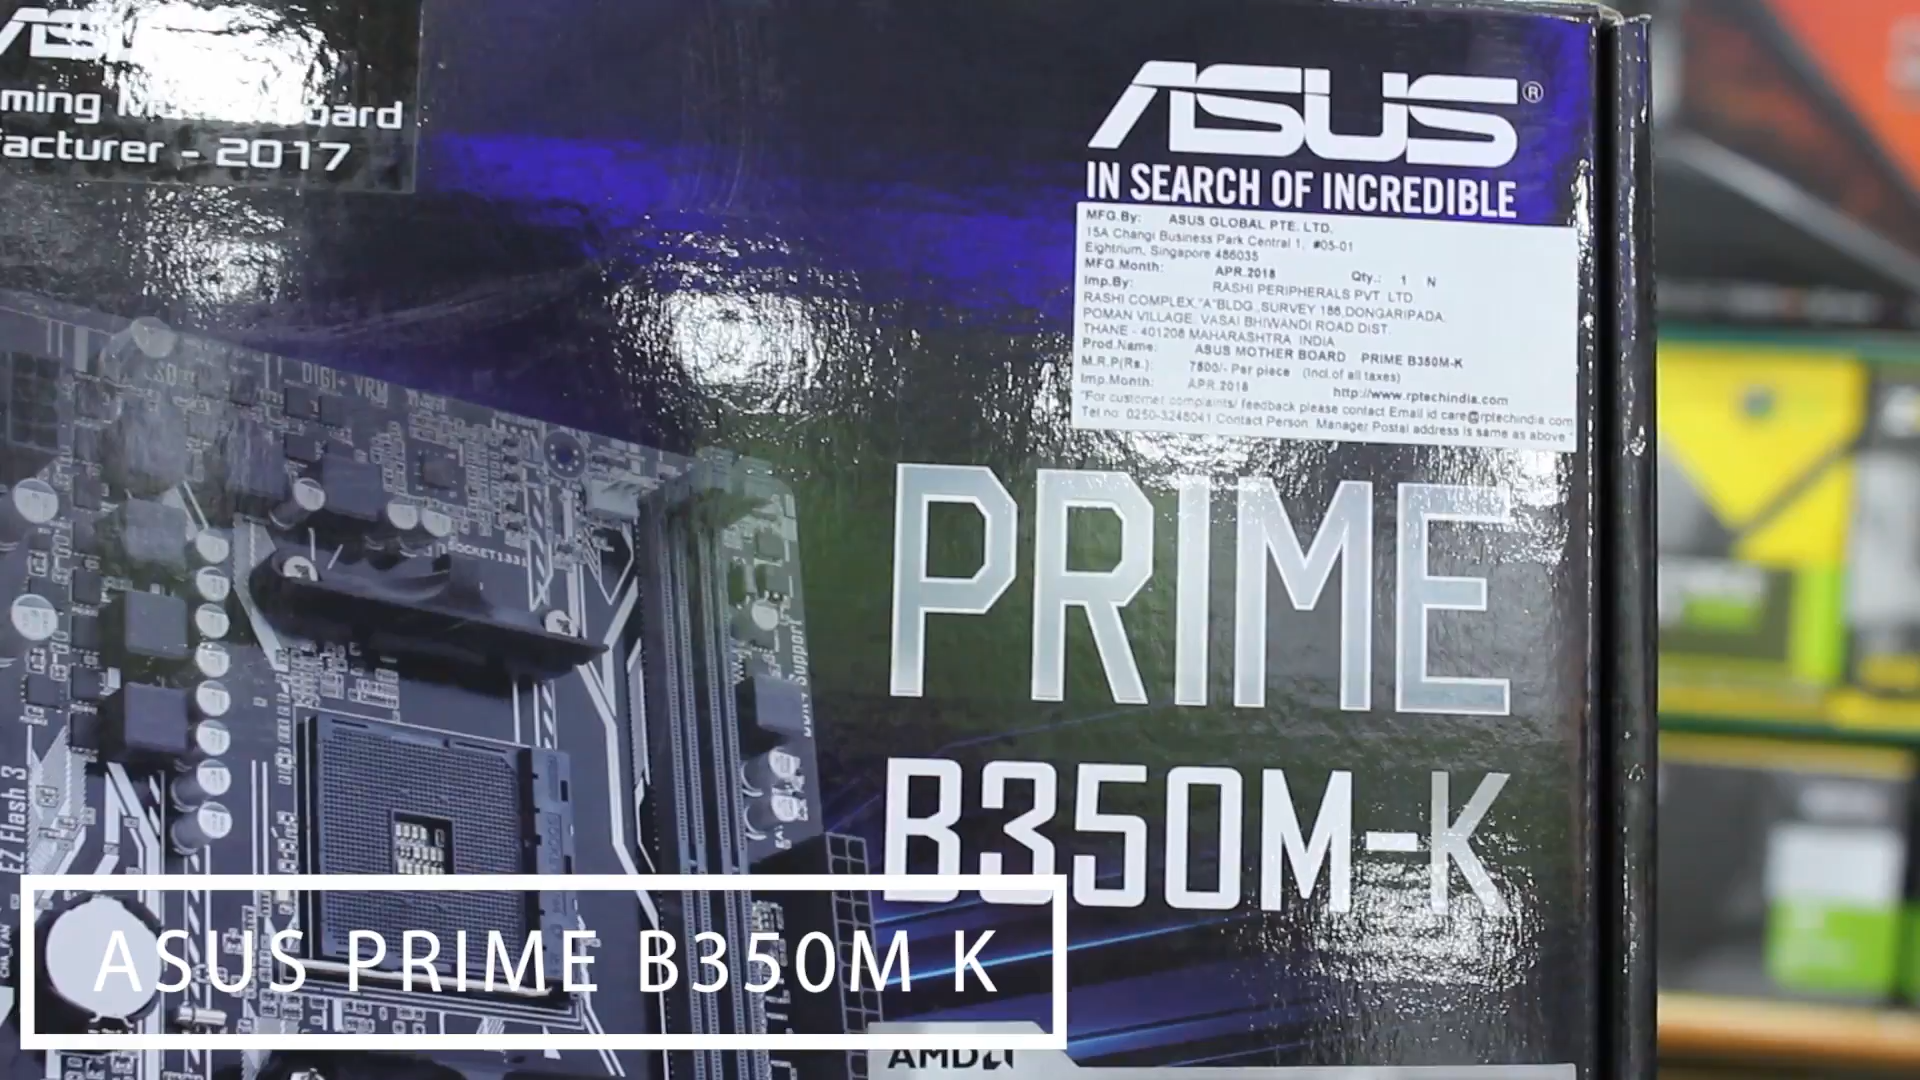 ASUS
ming Motherboard
facturer - 2017
ASUS®
IN SEARCH OF INCREDIBLE
MFG.By: ASUS GLOBAL PTE. LTD.
15A Changi Business Park Central 1, #05-01
Eightrium, Singapore 486035
MFG.Month: APR.2018 Qty.: 1 N
Imp.By: RASHI PERIPHERALS PVT. LTD.
RASHI COMPLEX,"A"BLDG.,SURVEY 186,DONGARIPADA,
POMAN VILLAGE, VASAI BHIWANDI ROAD DIST.
THANE - 401208 MAHARASHTRA INDIA
Prod.Name: ASUS MOTHER BOARD PRIME B350M-K
M.R.P(Rs.): 7500/- Per piece (Incl.of all taxes)
Imp.Month: APR.2018 http://www.rptechindia.com
"For customer complaints/ feedback please contact Email id care@rptechindia.com
Tel no: 0250-3248041 Contact Person: Manager Postal address is same as above"
DIGI+ VRM
SOCKET1331
PRIME
B350M-K
DDR4 Support
EZ Flash 3
CHA_FAN
ASUS PRIME B350M K
AMD